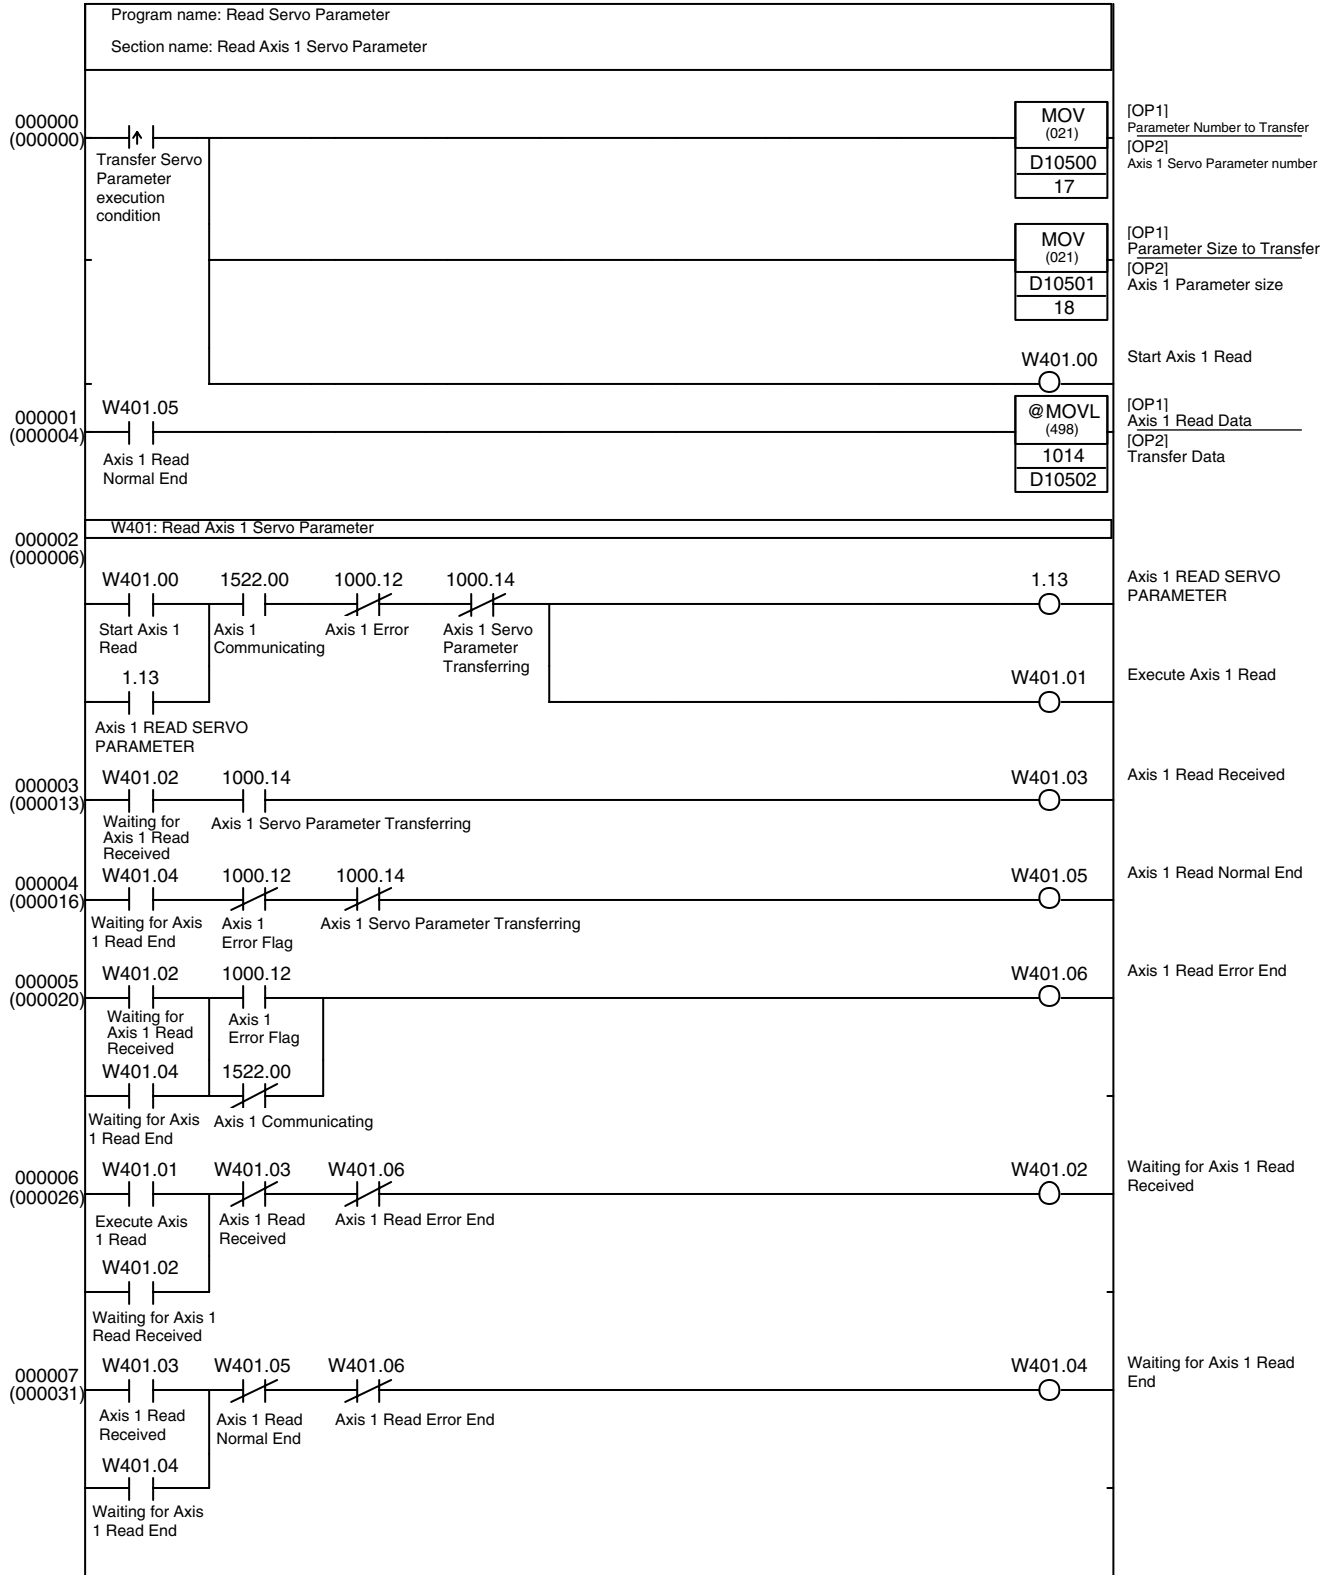 Program name: Read Servo Parameter
Section name: Read Axis 1 Servo Parameter
000000
(000000)
Transfer Servo
Parameter
execution
condition
MOV
(021)
D10500
17
[OP1]
Parameter Number to Transfer
[OP2]
Axis 1 Servo Parameter number
MOV
(021)
D10501
18
[OP1]
Parameter Size to Transfer
[OP2]
Axis 1 Parameter size
W401.00
Start Axis 1 Read
000001
(000004)
W401.05
Axis 1 Read
Normal End
@MOVL
(498)
1014
D10502
[OP1]
Axis 1 Read Data
[OP2]
Transfer Data
000002
(000006)
W401: Read Axis 1 Servo Parameter
W401.00 1522.00 1000.12 1000.14 1.13
Start Axis 1
Read
Axis 1
Communicating
Axis 1 Error
Axis 1 Servo
Parameter
Transferring
Axis 1 READ SERVO
PARAMETER
1.13
Axis 1 READ SERVO
PARAMETER
W401.01
Execute Axis 1 Read
000003
(000013)
W401.02 1000.14 W401.03
Waiting for
Axis 1 Read
Received
Axis 1 Servo Parameter Transferring
Axis 1 Read Received
000004
(000016)
W401.04 1000.12 1000.14 W401.05
Waiting for Axis
1 Read End
Axis 1
Error Flag
Axis 1 Servo Parameter Transferring
Axis 1 Read Normal End
000005
(000020)
W401.02 1000.12 W401.06
Waiting for
Axis 1 Read
Received
Axis 1
Error Flag
Axis 1 Read Error End
W401.04 1522.00
Waiting for Axis
1 Read End
Axis 1 Communicating
000006
(000026)
W401.01 W401.03 W401.06 W401.02
Execute Axis
1 Read
Axis 1 Read
Received
Axis 1 Read Error End
Waiting for Axis 1 Read
Received
W401.02
Waiting for Axis 1
Read Received
000007
(000031)
W401.03 W401.05 W401.06 W401.04
Axis 1 Read
Received
Axis 1 Read
Normal End
Axis 1 Read Error End
Waiting for Axis 1 Read
End
W401.04
Waiting for Axis
1 Read End